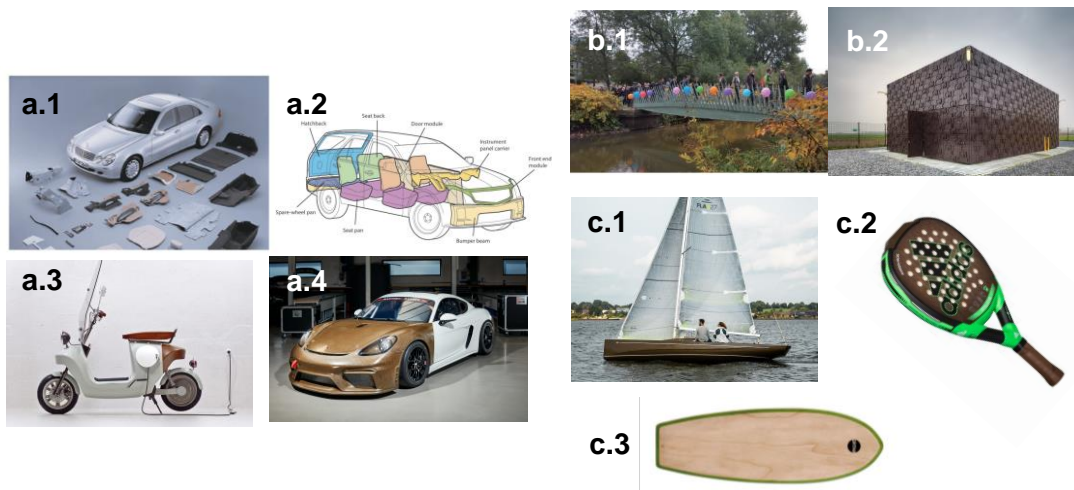 a.1
a.2
Hatchback
Seat back
Door module
Instrument
panel carrier
Front end
module
Spare-wheel pan
Seat pan
Bumper beam
a.3
a.4
b.1
b.2
c.1
c.2
adidas
c.3